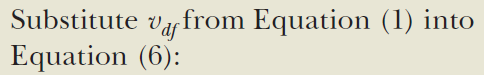 Substitute v_df from Equation (1) into
Equation (6):